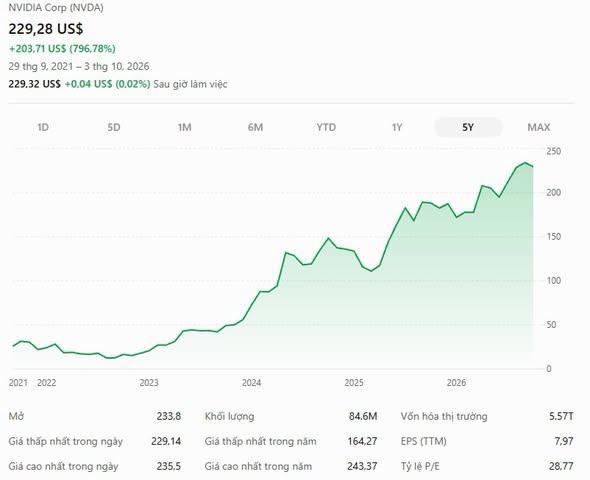 NVIDIA Corp (NVDA)
229,28 US$
+203,71 US$ (796,78%)
29 thg 9, 2021 – 3 thg 10, 2026
229,32 US$ +0,04 US$ (0,02%) Sau giờ làm việc
1D 5D 1M 6M YTD 1Y 5Y MAX
250
200
150
100
50
0
2021 2022 2023 2024 2025 2026
Mở 233,8 Khối lượng 84.6M Vốn hóa thị trường 5.57T
Giá thấp nhất trong ngày 229,14 Giá thấp nhất trong năm 164,27 EPS (TTM) 7,97
Giá cao nhất trong ngày 235,5 Giá cao nhất trong năm 243,37 Tỷ lệ P/E 28,77